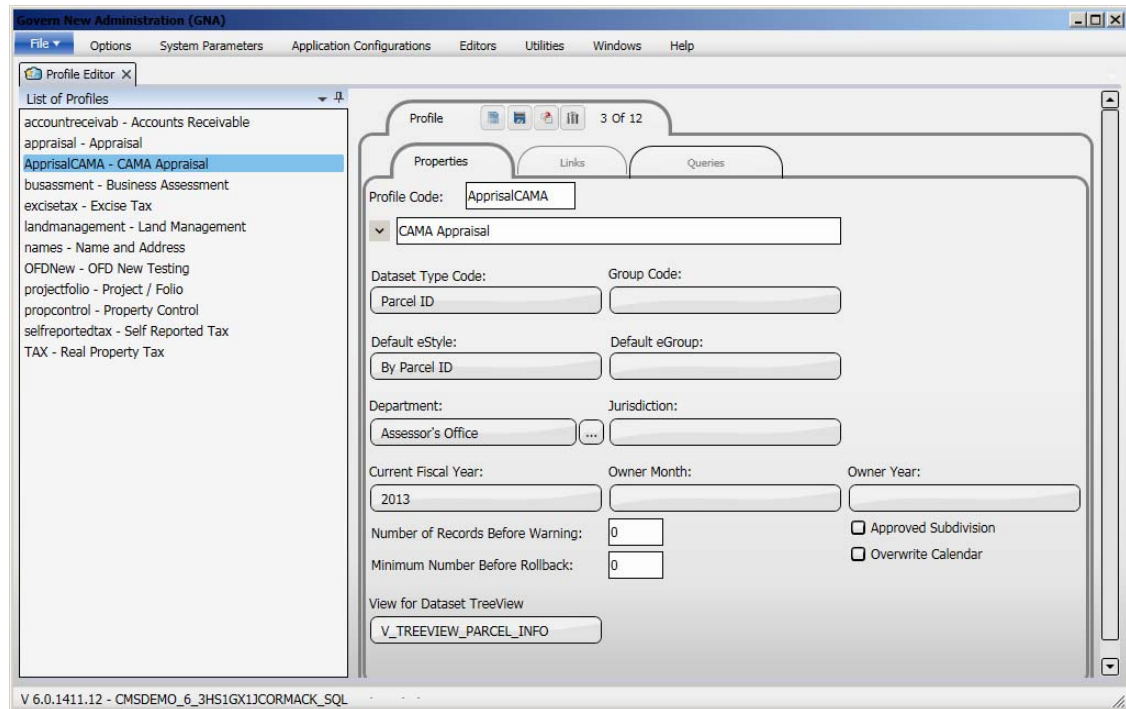 Govern New Administration (GNA)
File Options System Parameters Application Configurations Editors Utilities Windows Help
Profile Editor X
List of Profiles
accountreceivab - Accounts Receivable
appraisal - Appraisal
ApprisalCAMA - CAMA Appraisal
busassment - Business Assessment
excisetax - Excise Tax
landmanagement - Land Management
names - Name and Address
OFDNew - OFD New Testing
projectfolio - Project / Folio
propcontrol - Property Control
selfreportedtax - Self Reported Tax
TAX - Real Property Tax
Profile 3 Of 12
Properties Links Queries
Profile Code: ApprisalCAMA
CAMA Appraisal
Dataset Type Code: Group Code:
Parcel ID
Default eStyle: Default eGroup:
By Parcel ID
Department: Jurisdiction:
Assessor's Office ...
Current Fiscal Year: Owner Month: Owner Year:
2013
Number of Records Before Warning: 0 Approved Subdivision
Minimum Number Before Rollback: 0 Overwrite Calendar
View for Dataset TreeView
V_TREEVIEW_PARCEL_INFO
V 6.0.1411.12 - CMSDEMO_6_3HS1GX1JCORMACK_SQL